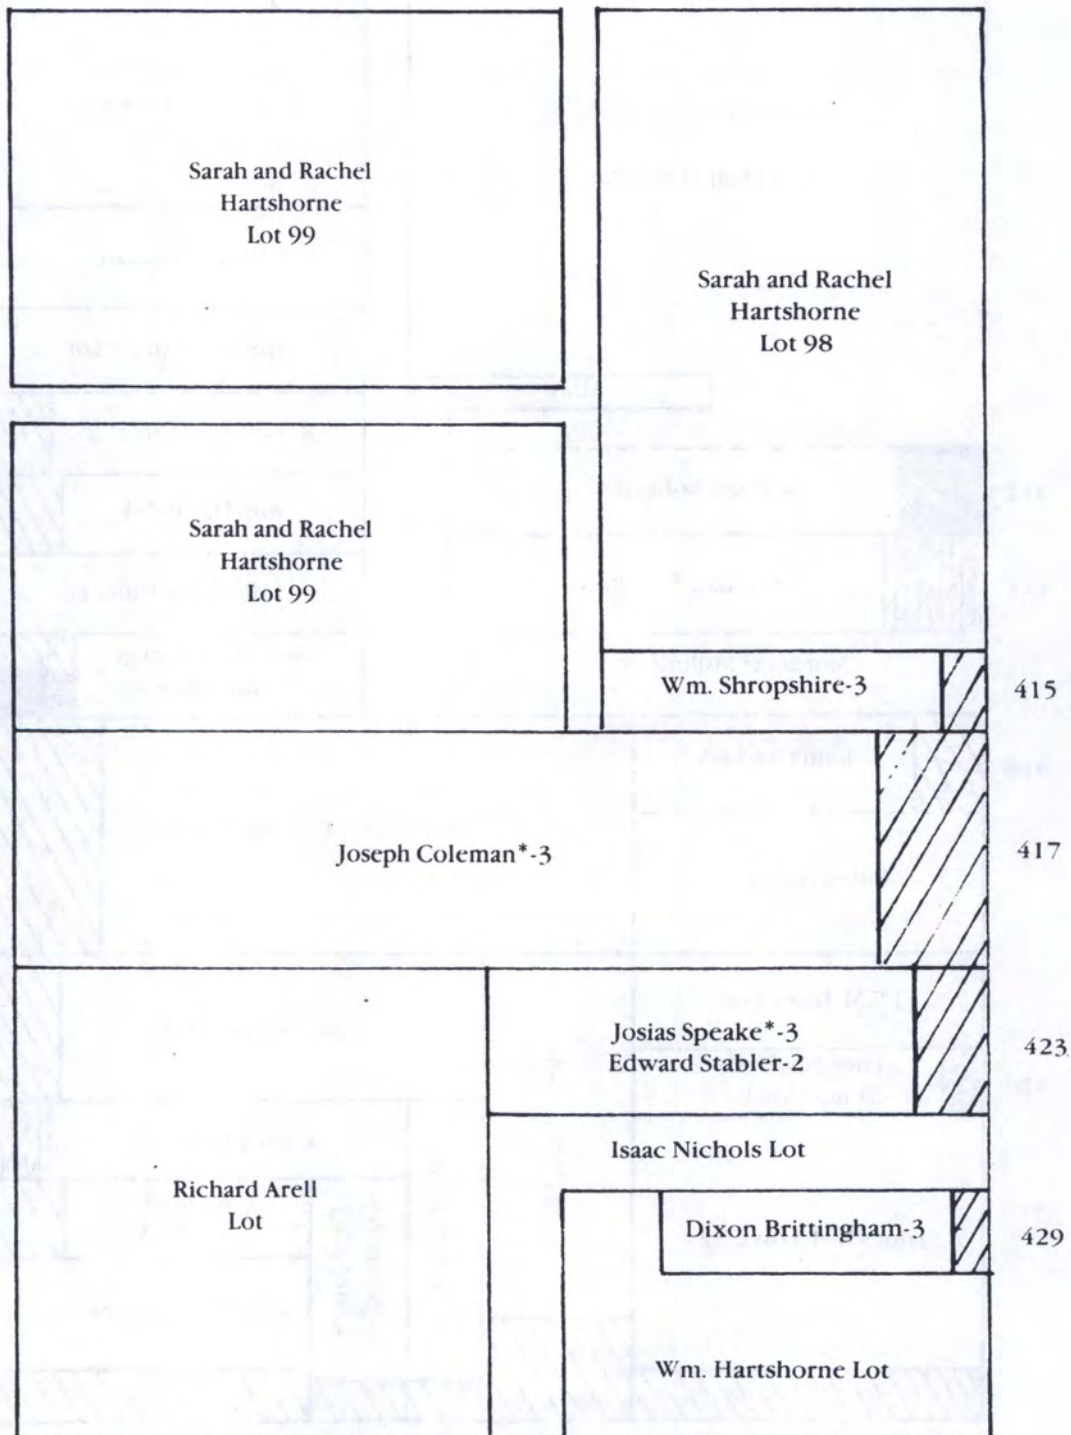 Sarah and Rachel
Hartshorne
Lot 99
Sarah and Rachel
Hartshorne
Lot 98
Sarah and Rachel
Hartshorne
Lot 99
Wm. Shropshire-3
415
Joseph Coleman*-3
417
Josias Speake*-3
Edward Stabler-2
423
Isaac Nichols Lot
Richard Arell
Lot
Dixon Brittingham-3
429
Wm. Hartshorne Lot